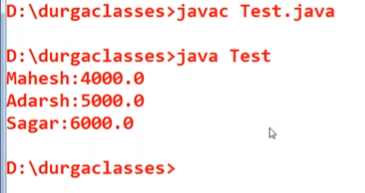 D:\durgaclasses>javac Test.java
D:\durgaclasses>java Test
Mahesh:4000.0
Adarsh:5000.0
Sagar:6000.0
D:\durgaclasses>